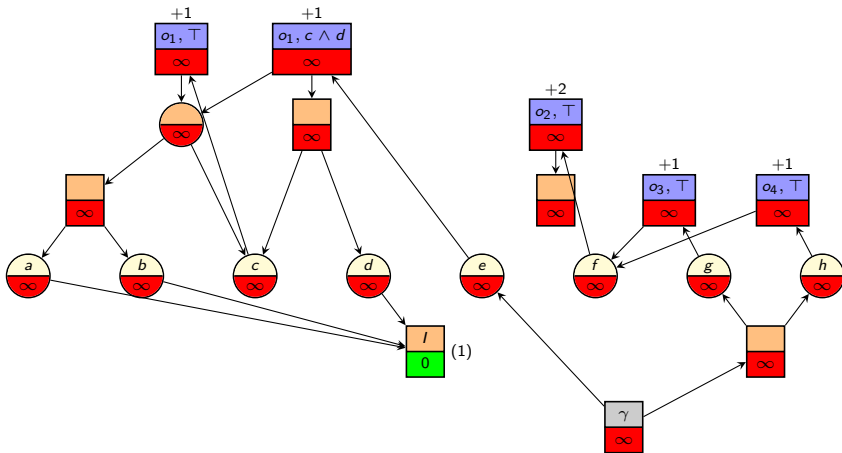 +1 +1
o₁, ⊤ o₁, c ∧ d
∞ ∞
+2
o₂, ⊤
∞ ∞ ∞
+1 +1
o₃, ⊤ o₄, ⊤
∞ ∞ ∞ ∞
a b c d e f g h
∞ ∞ ∞ ∞ ∞ ∞ ∞ ∞
I
(1)
0 ∞
γ
∞